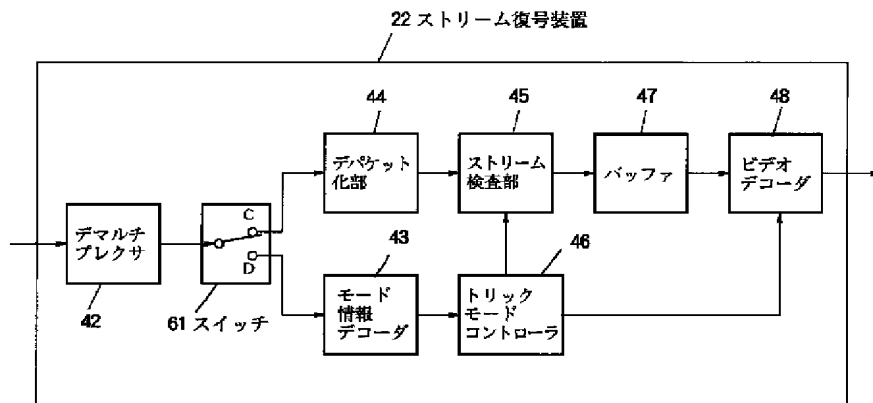 22 ストリーム復号装置
44
45
47
48
デパケット
化部
ストリーム
検査部
バッファ
ビデオ
デコーダ
デマルチ
プレクサ
C
D
42
61 スイッチ
43
46
モード
情報
デコーダ
トリック
モード
コントローラ